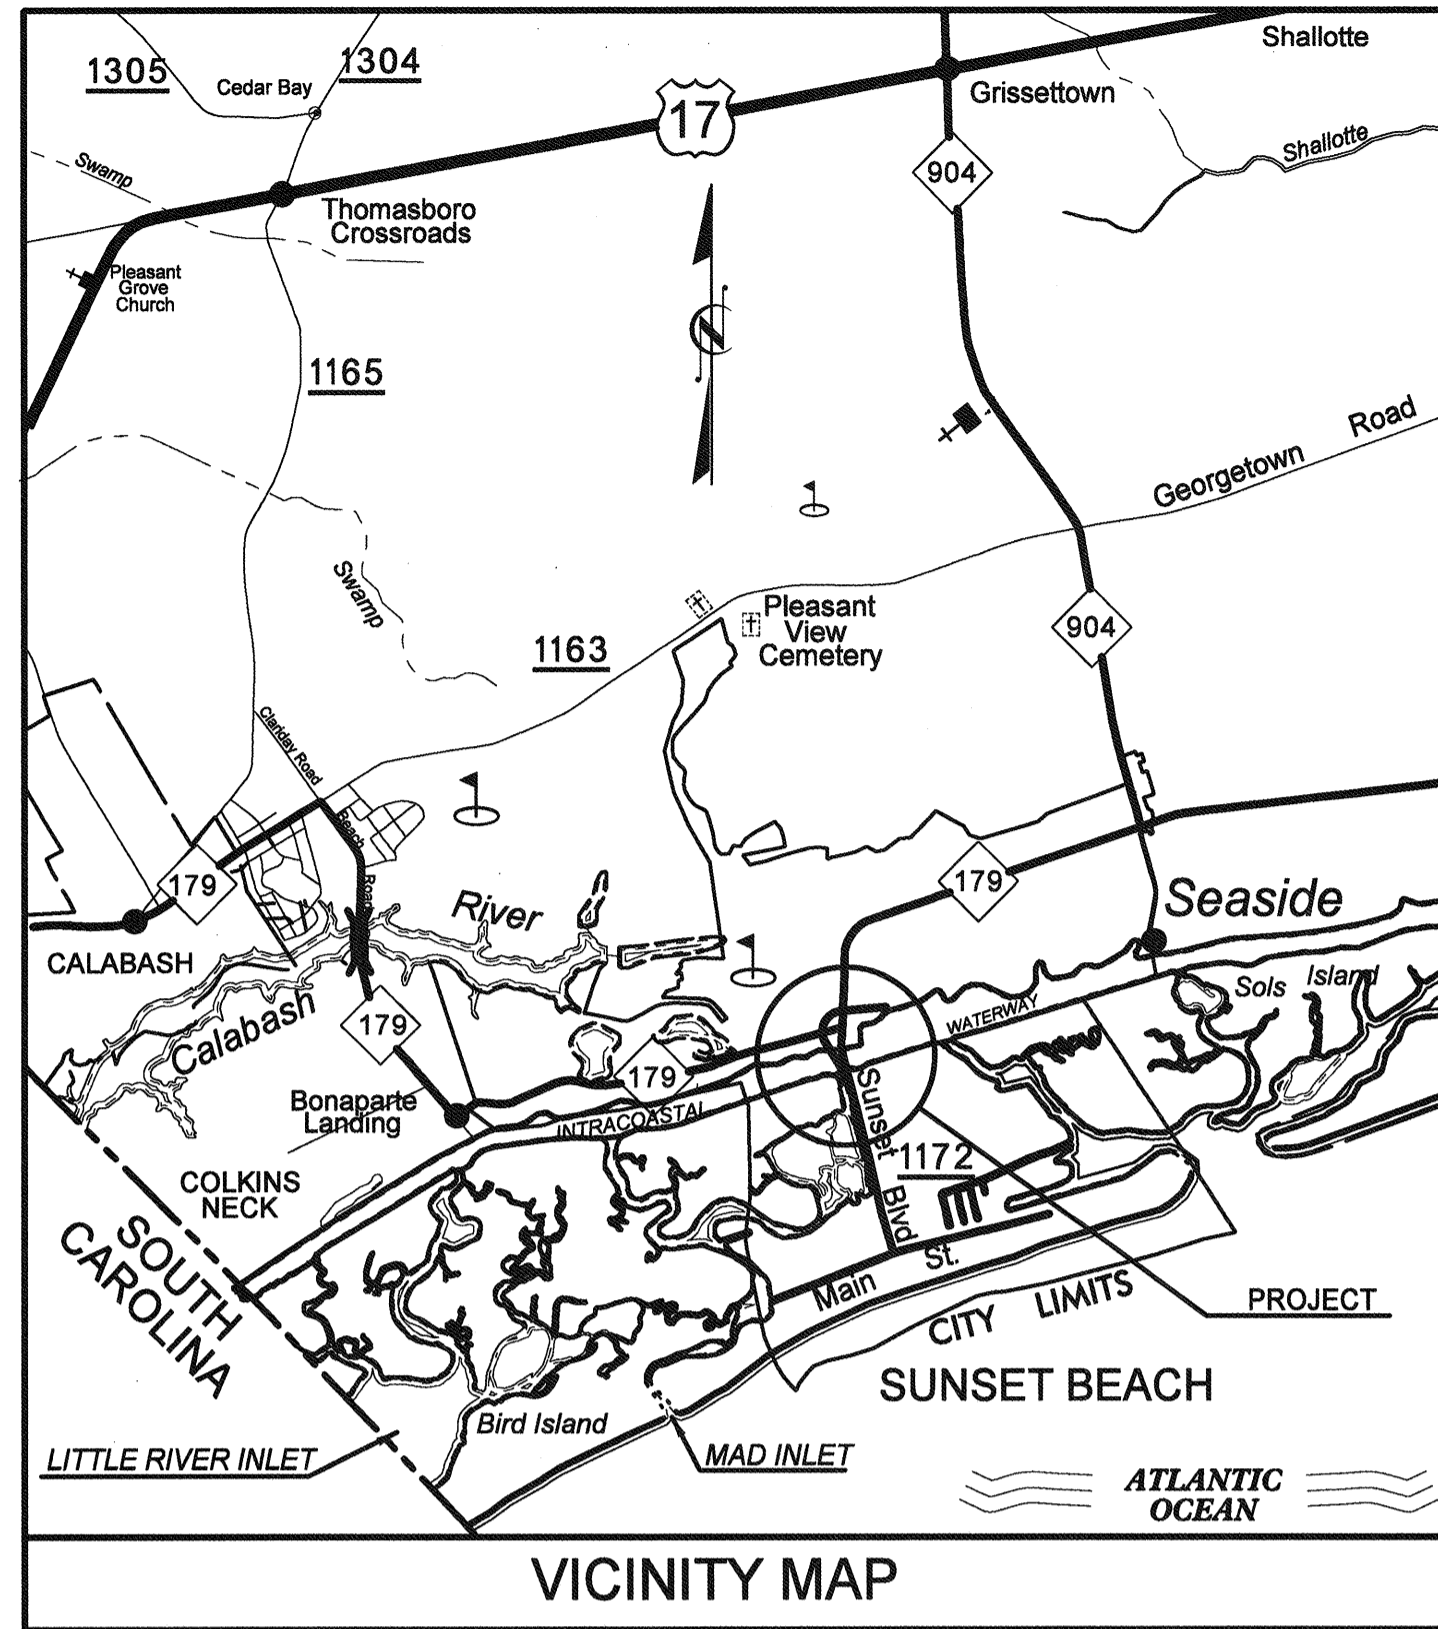 1305
Cedar Bay
1304
17
Shallotte
Grissettown
904
Swamp
Shallotte
Thomasboro
Crossroads
Pleasant
Grove
Church
N
1165
Georgetown Road
Swamp
904
Pleasant
View
Cemetery
1163
Clariday Road
Beach Road
179
179
River
Seaside
CALABASH
Sols Island
Calabash
179
WATERWAY
179
Bonaparte
Landing
INTRACOASTAL
Sunset Blvd
1172
COLKINS
NECK
SOUTH
CAROLINA
Main St.
CITY LIMITS
PROJECT
SUNSET BEACH
Bird Island
LITTLE RIVER INLET
MAD INLET
ATLANTIC
OCEAN
VICINITY MAP